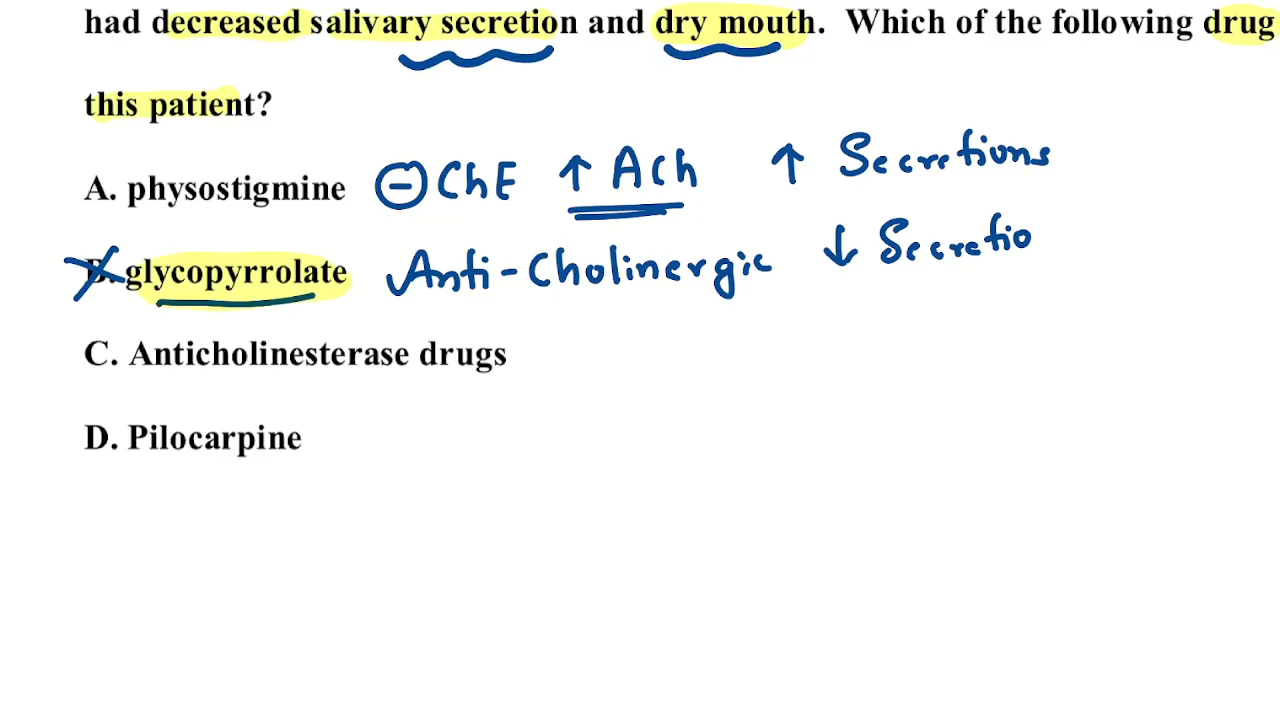 had decreased salivary secretion and dry mouth. Which of the following drug
this patient?
A. physostigmine ⊖ ChE ↑ Ach ↑ Secretions
B. glycopyrrolate Anti-Cholinergic ↓ Secretio
C. Anticholinesterase drugs
D. Pilocarpine